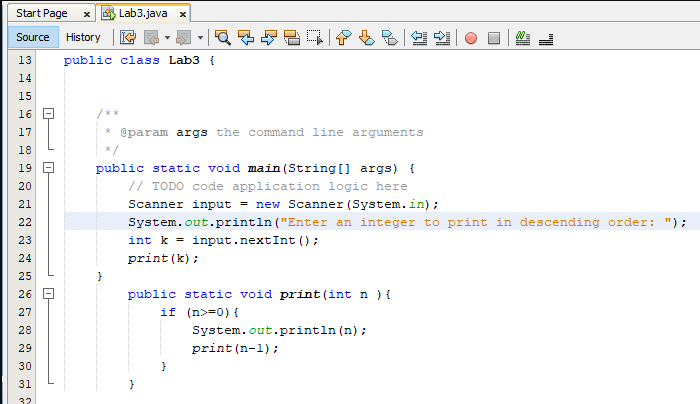 Start Page x Lab3.java x
Source History
13 public class Lab3 {
14
15
16 /**
17 * @param args the command line arguments
18 */
19 public static void main(String[] args) {
20 // TODO code application logic here
21 Scanner input = new Scanner(System.in);
22 System.out.println("Enter an integer to print in descending order: ");
23 int k = input.nextInt();
24 print(k);
25 }
26 public static void print(int n ){
27 if (n>=0){
28 System.out.println(n);
29 print(n-1);
30 }
31 }
32